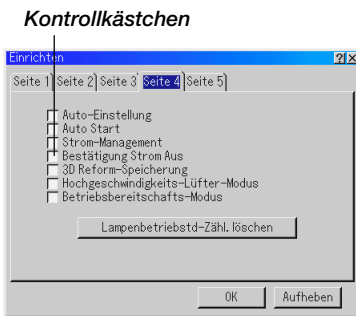 Kontrollkästchen
Einrichten
Seite 1 Seite 2 Seite 3 Seite 4 Seite 5
Auto-Einstellung
Auto Start
Strom-Management
Bestätigung Strom Aus
3D Reform-Speicherung
Hochgeschwindigkeits-Lüfter-Modus
Betriebsbereitschafts-Modus
Lampenbetriebstd-Zähl. löschen
OK Aufheben